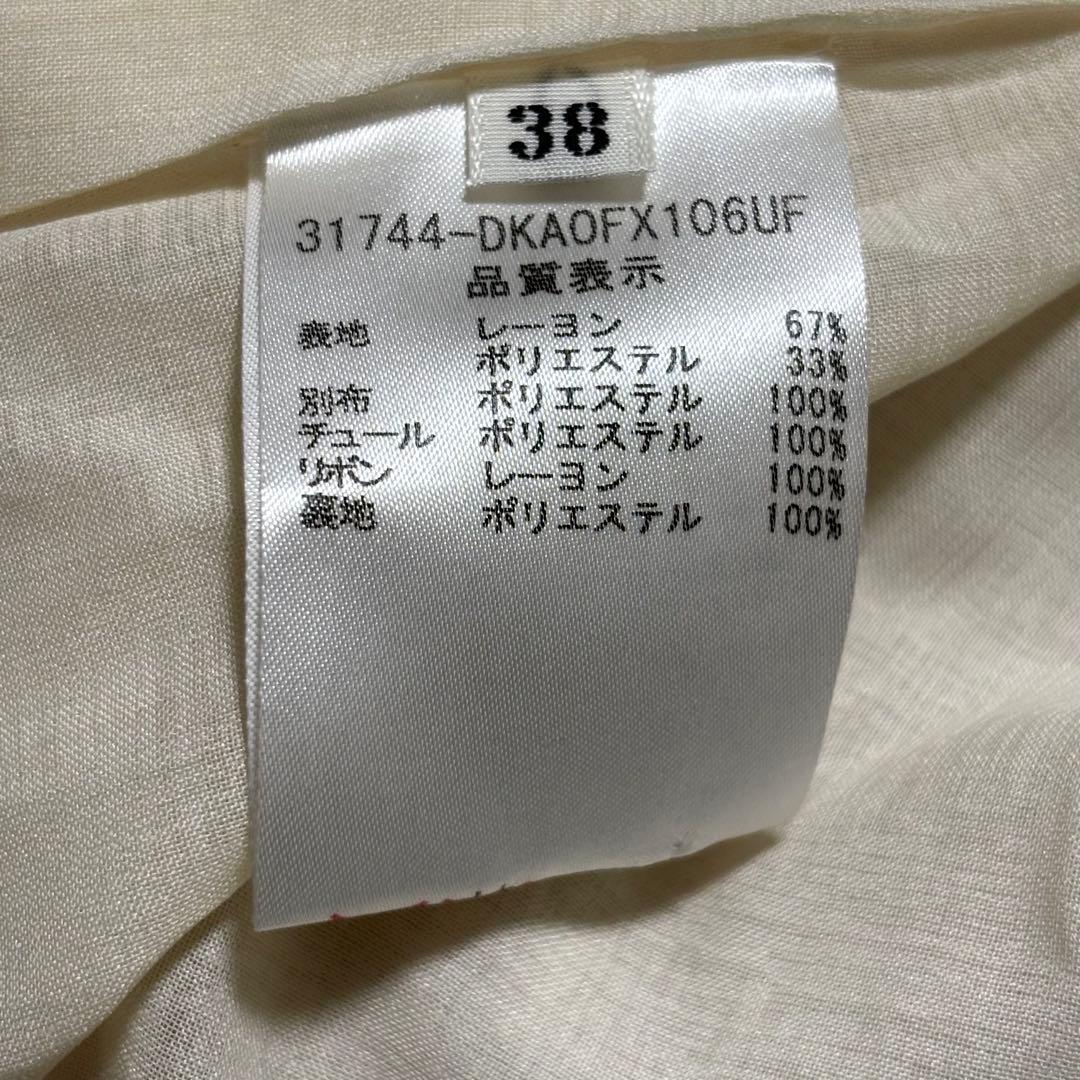 38
31744-DKA0FX106UF
品質表示
表地 レーヨン 67%
ポリエステル 33%
別布 ポリエステル 100%
チュール ポリエステル 100%
リボン レーヨン 100%
裏地 ポリエステル 100%